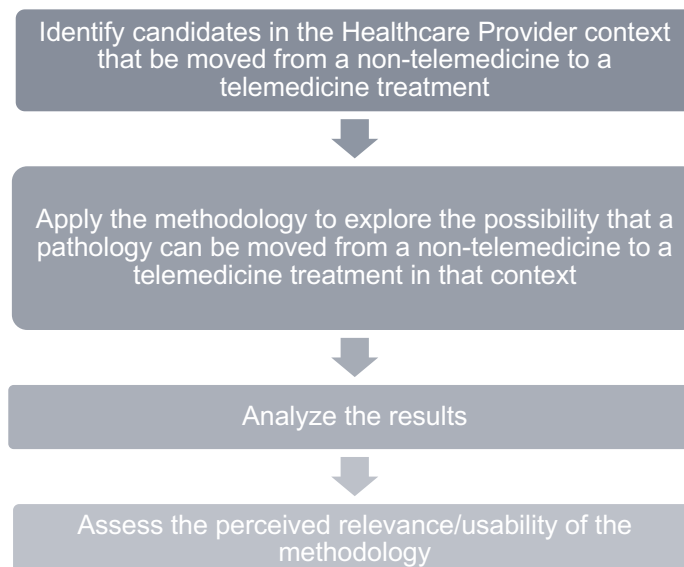 Identify candidates in the Healthcare Provider context
that be moved from a non-telemedicine to a
telemedicine treatment
Apply the methodology to explore the possibility that a
pathology can be moved from a non-telemedicine to a
telemedicine treatment in that context
Analyze the results
Assess the perceived relevance/usability of the
methodology